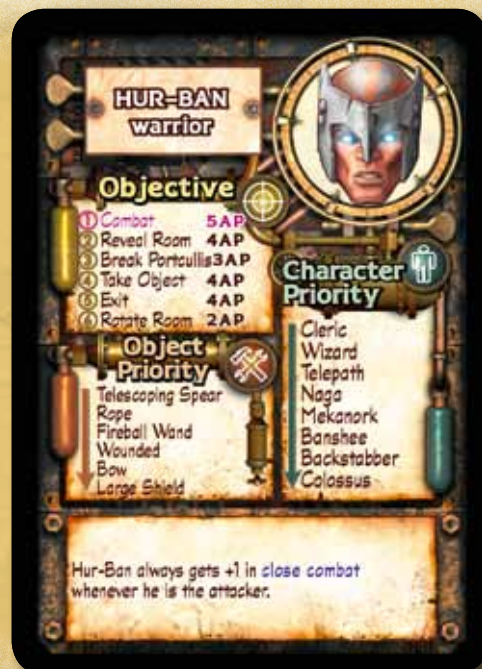 HUR-BAN
warrior
Objective
1 Combat 5AP
2 Reveal Room 4AP
3 Break Portcullis 3AP
4 Take Object 4AP
5 Exit 4AP
6 Rotate Room 2AP
Character
Priority
Cleric
Wizard
Telepath
Naga
Mekanork
Banshee
Backstabber
Colossus
Object
Priority
Telescoping Spear
Rope
Fireball Wand
Wounded
Bow
Large Shield
Hur-Ban always gets +1 in close combat
whenever he is the attacker.